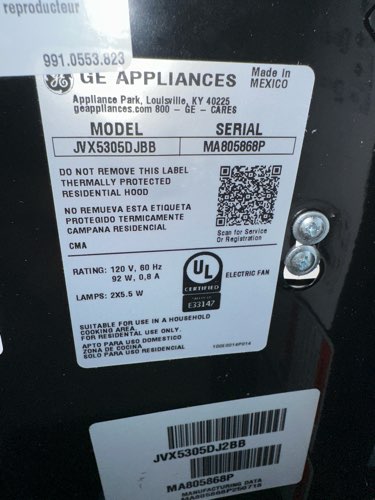 reproducteur
991.0553.823
GE APPLIANCES
Made in
MEXICO
Appliance Park, Louisville, KY 40225
geappliances.com 800 - GE - CARES
MODEL
SERIAL
JVX5305DJBB
MA805868P
DO NOT REMOVE THIS LABEL
THERMALLY PROTECTED
RESIDENTIAL HOOD
NO REMUEVA ESTA ETIQUETA
PROTEGIDO TERMICAMENTE
CAMPANA RESIDENCIAL
Scan for Service
Or Registration
CMA
RATING: 120 V, 60 Hz
92 W, 0,8 A
LAMPS: 2X5.5 W
UL
CERTIFIED
E33147
ELECTRIC FAN
SUITABLE FOR USE IN A HOUSEHOLD
COOKING AREA.
FOR RESIDENTIAL USE ONLY.
APTO PARA USO DOMESTICO
ZONA DE COCINA
SOLO PARA USO RESIDENCIAL
JVX5305DJ2BB
MA805868P
MANUFACTURING DATA